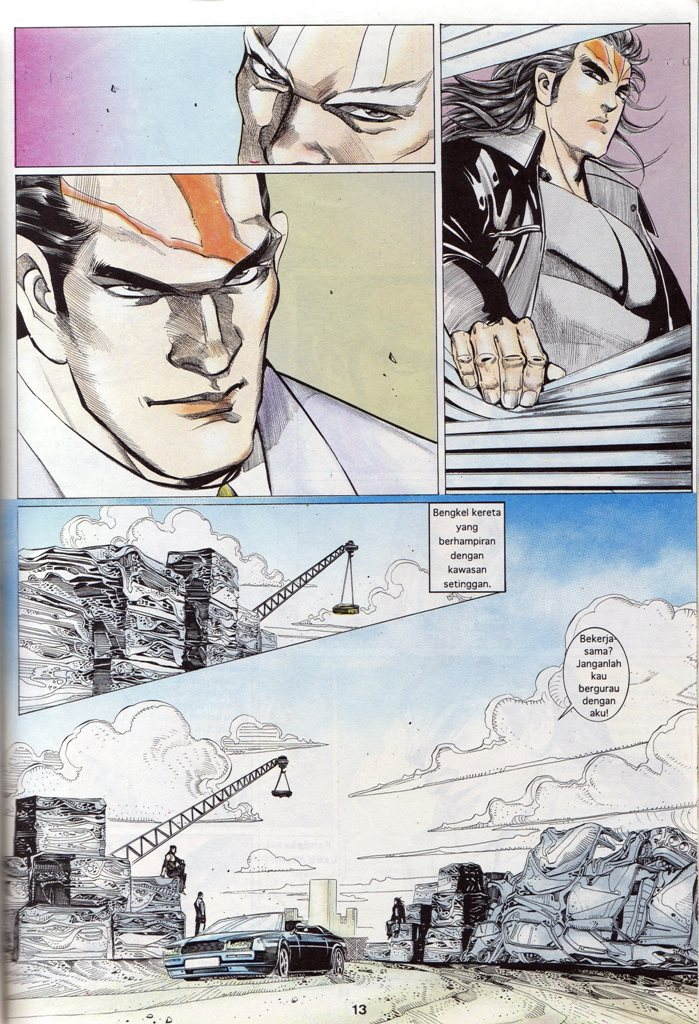 Bengkel kereta
yang
berhampiran
dengan
kawasan
setinggan.
Bekerja-
sama?
Janganlah
kau
bergurau
dengan
aku!
13